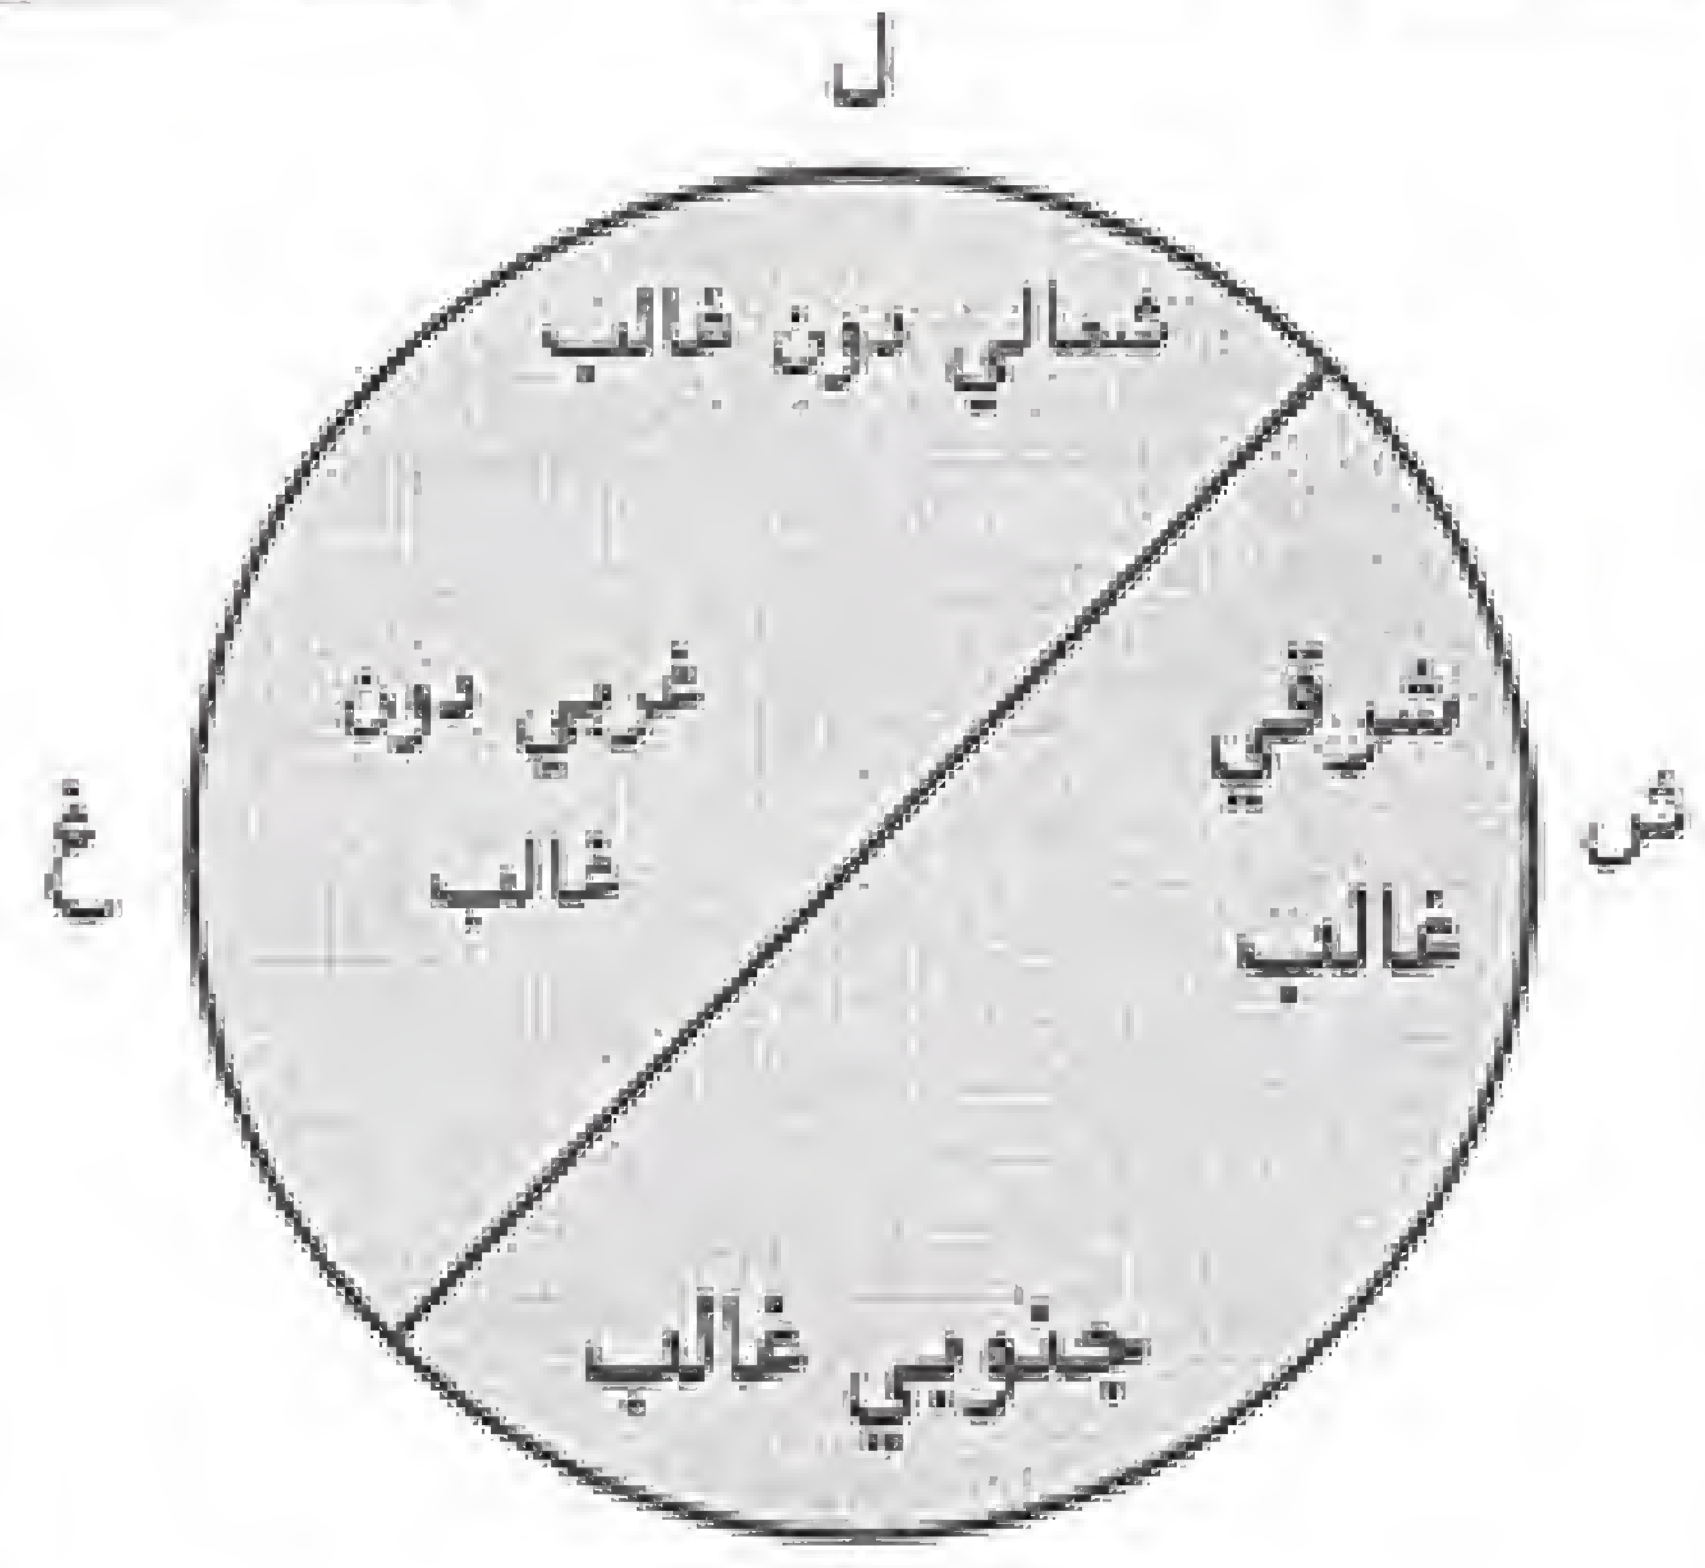 ل
شمالي دون غالب
غربي دون
غالب
شرقي
غالب
غ
ش
جنوبي غالب